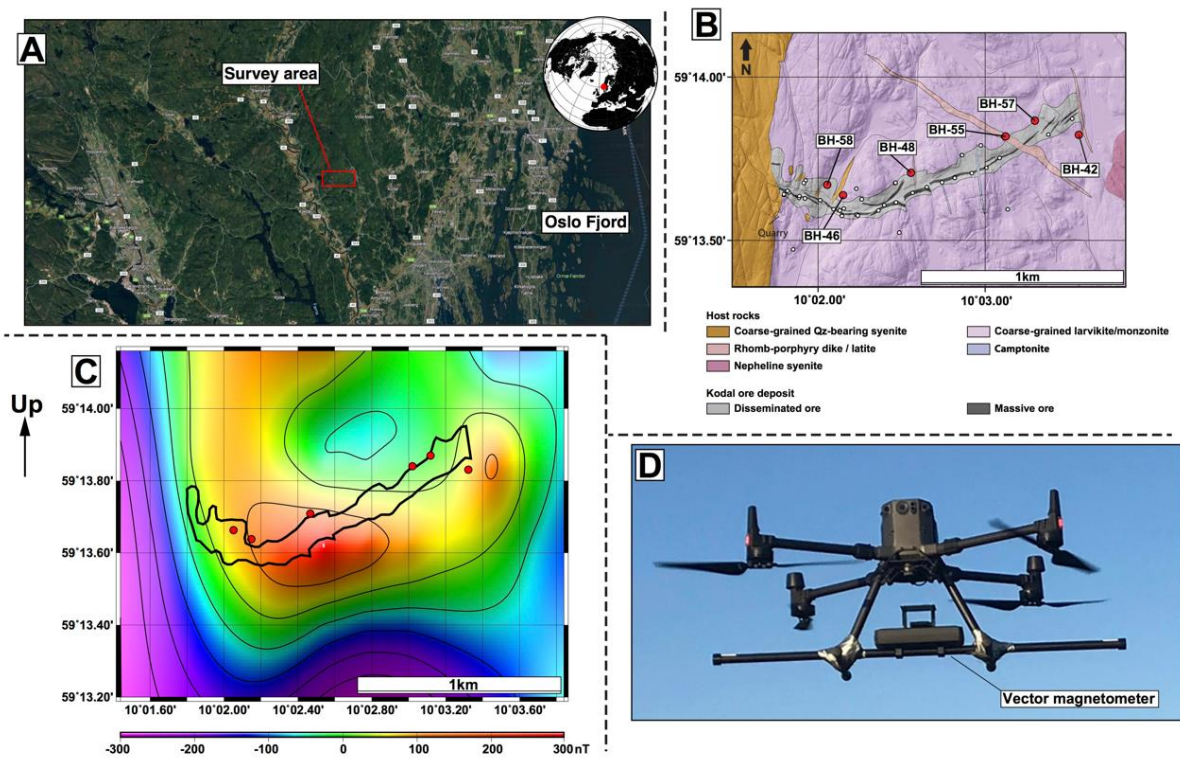 A
Survey area
Oslo Fjord
B
N
59˚14.00'
59˚13.50'
BH-57
BH-55
BH-58
BH-48
BH-42
BH-46
Quarry
1km
10˚02.00'
10˚03.00'
Host rocks
Coarse-grained Qz-bearing syenite
Coarse-grained larvikite/monzonite
Rhomb-porphyry dike / latite
Camptonite
Nepheline syenite
Kodal ore deposit
Disseminated ore
Massive ore
C
Up
59˚14.00'
59˚13.80'
59˚13.60'
59˚13.40'
59˚13.20'
1km
10˚01.60'
10˚02.00'
10˚02.40'
10˚02.80'
10˚03.20'
10˚03.60'
-300
-200
-100
0
100
200
300 nT
D
Vector magnetometer